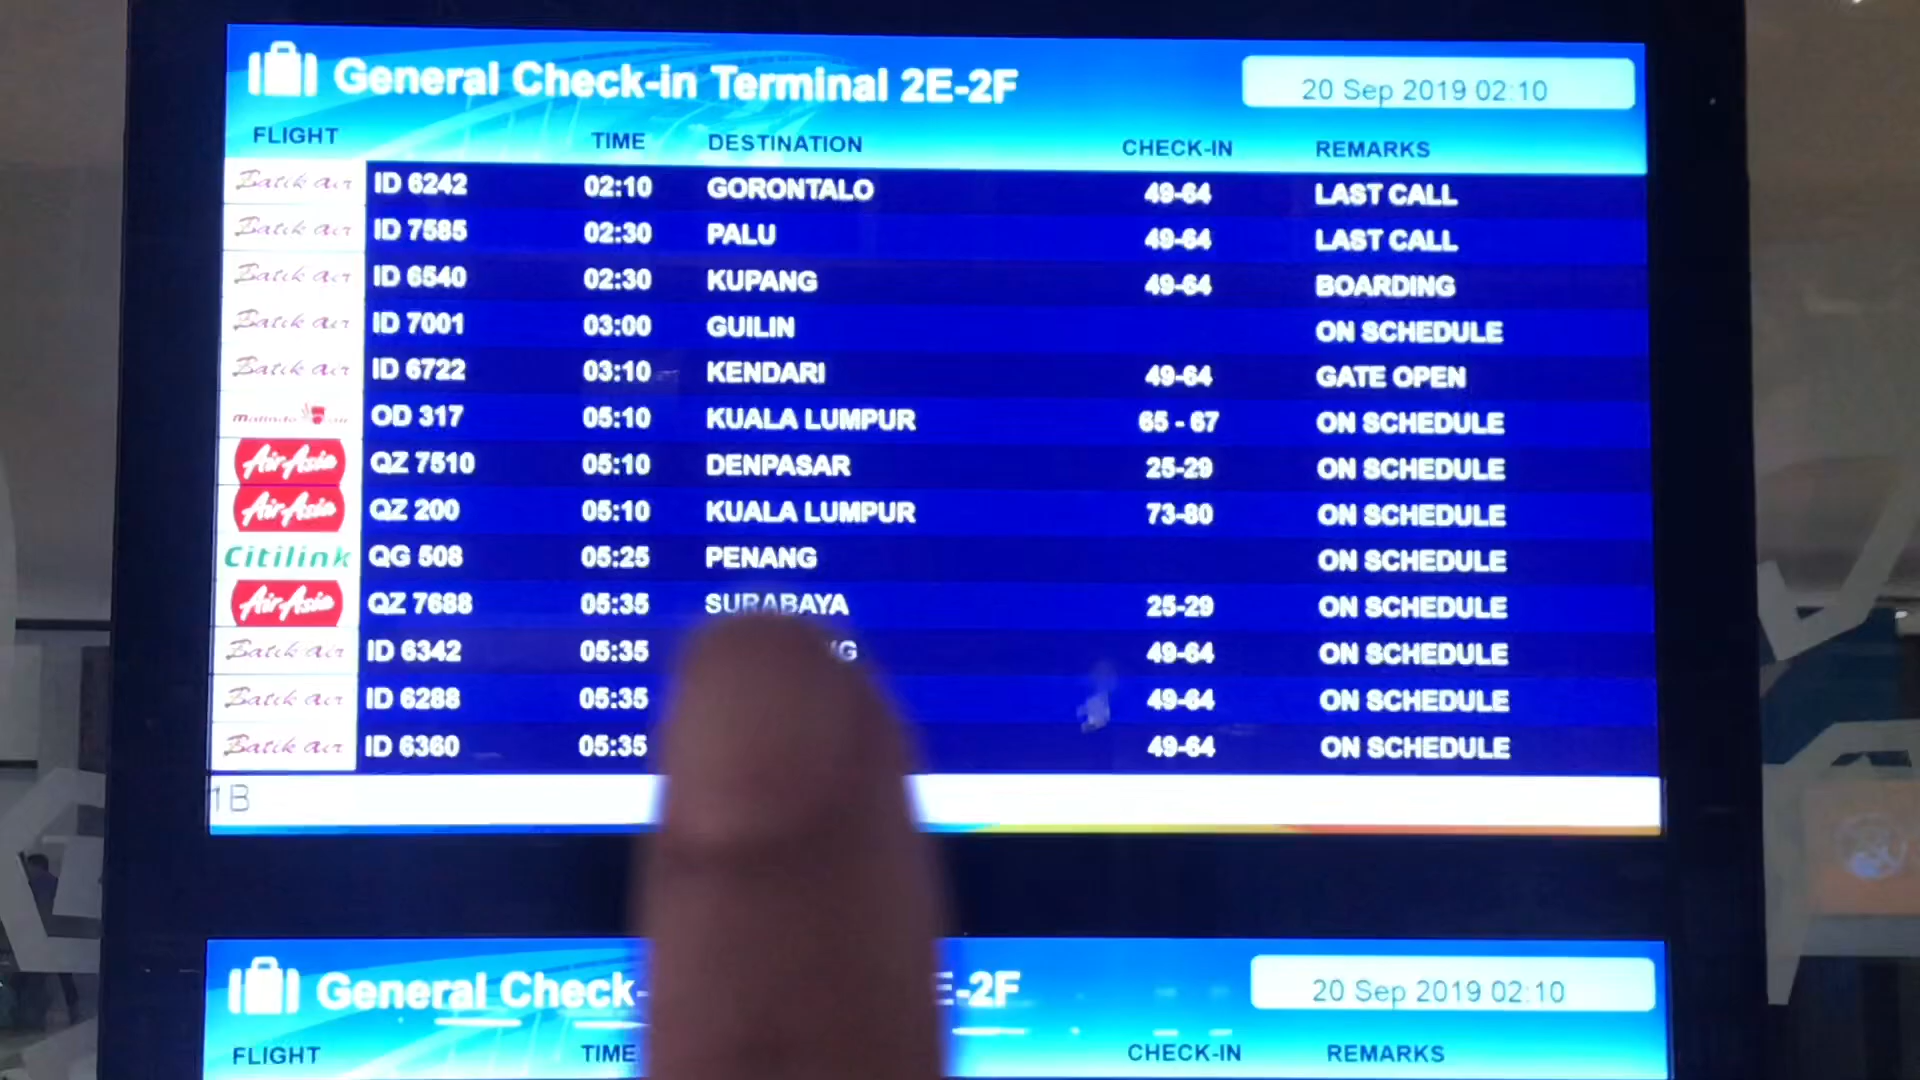 General Check-in Terminal 2E-2F 20 Sep 2019 02:10
FLIGHT TIME DESTINATION CHECK-IN REMARKS
Batik air ID 6242 02:10 GORONTALO 49-64 LAST CALL
Batik air ID 7585 02:30 PALU 49-64 LAST CALL
Batik air ID 6540 02:30 KUPANG 49-64 BOARDING
Batik air ID 7001 03:00 GUILIN ON SCHEDULE
Batik air ID 6722 03:10 KENDARI 49-64 GATE OPEN
malindo air OD 317 05:10 KUALA LUMPUR 65 - 67 ON SCHEDULE
AirAsia QZ 7510 05:10 DENPASAR 25-29 ON SCHEDULE
AirAsia QZ 200 05:10 KUALA LUMPUR 73-80 ON SCHEDULE
Citilink QG 508 05:25 PENANG ON SCHEDULE
AirAsia QZ 7688 05:35 SURABAYA 25-29 ON SCHEDULE
Batik air ID 6342 05:35 49-64 ON SCHEDULE
Batik air ID 6288 05:35 49-64 ON SCHEDULE
Batik air ID 6360 05:35 49-64 ON SCHEDULE
1B
General Check- E-2F 20 Sep 2019 02:10
FLIGHT TIME CHECK-IN REMARKS